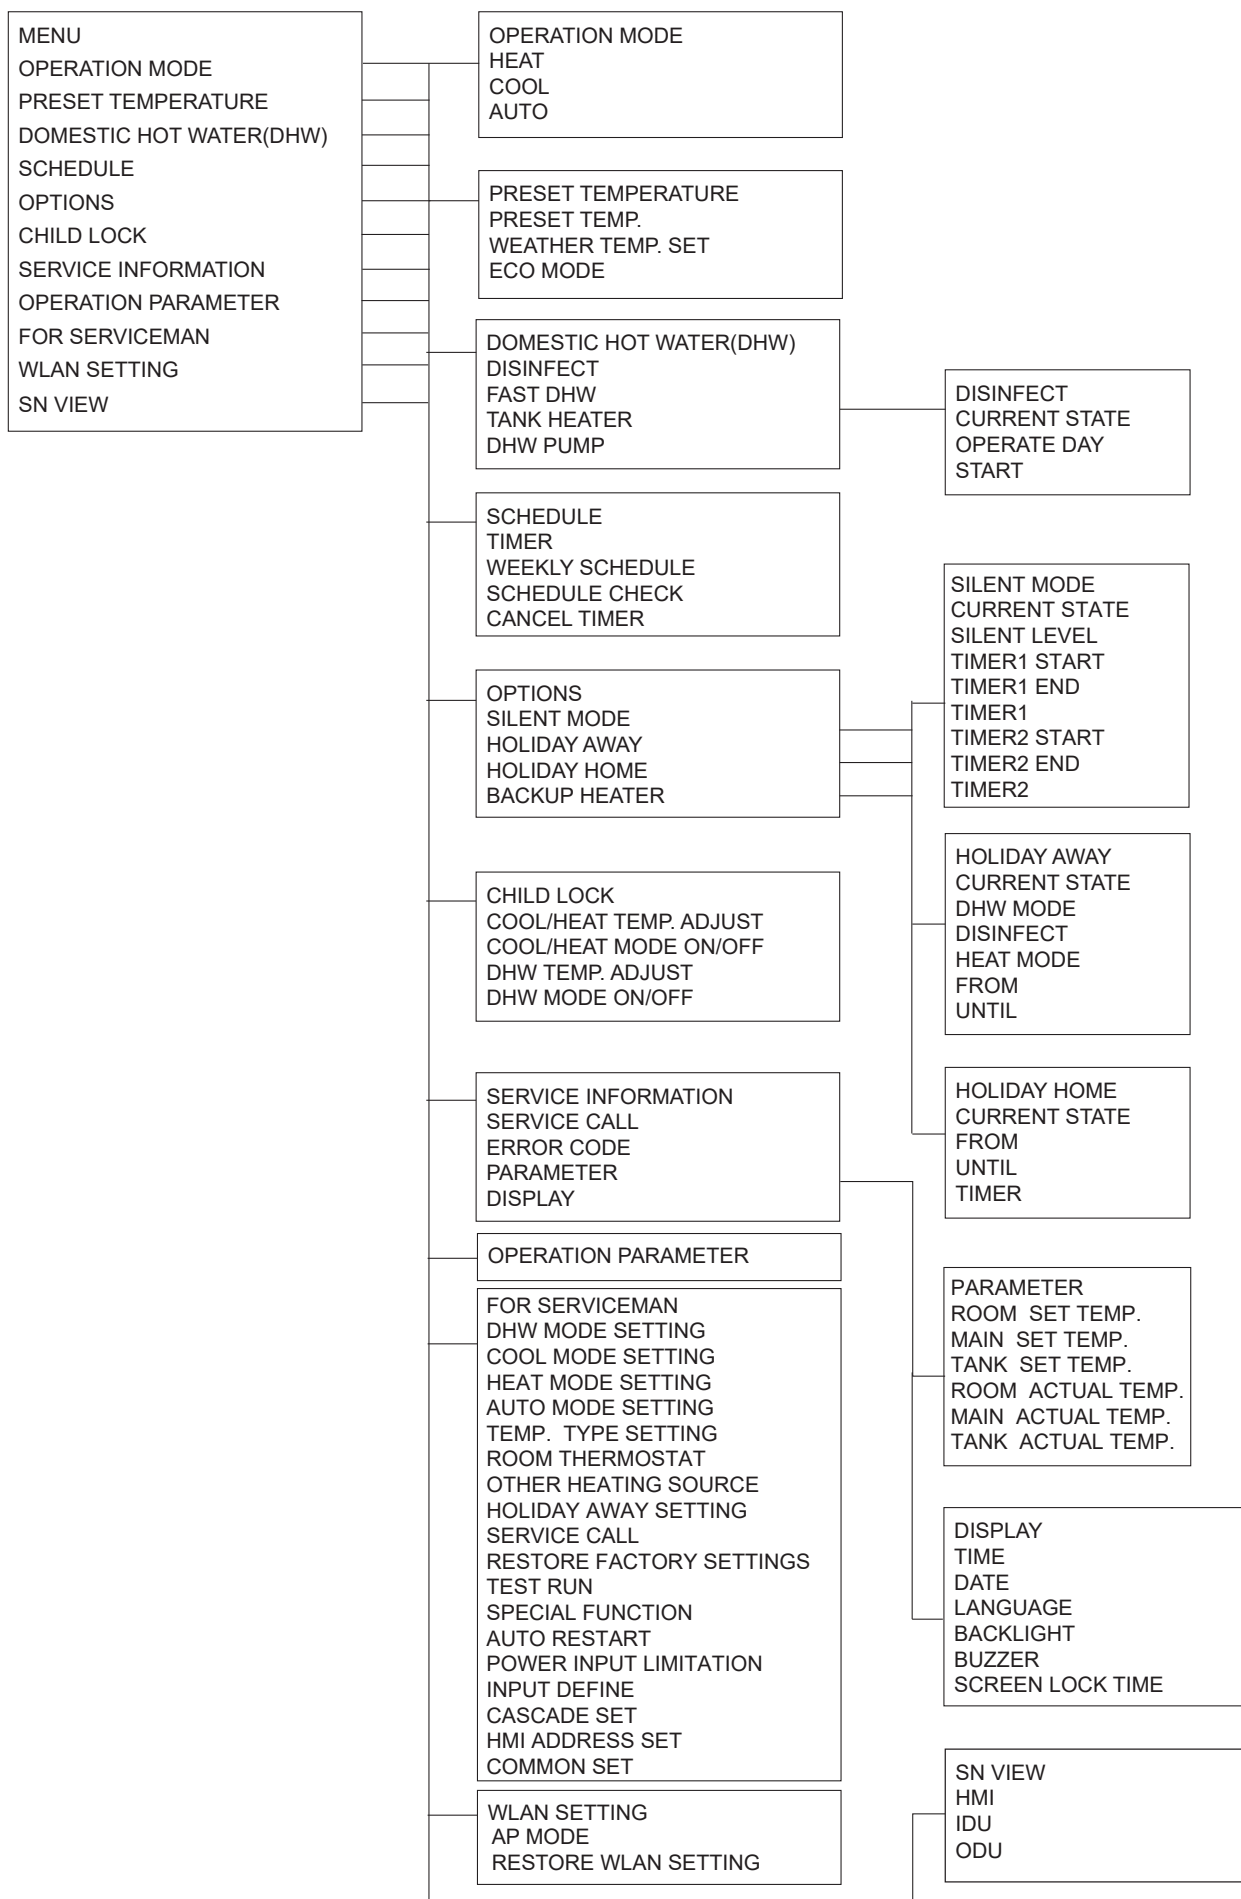 MENU
OPERATION MODE
PRESET TEMPERATURE
DOMESTIC HOT WATER(DHW)
SCHEDULE
OPTIONS
CHILD LOCK
SERVICE INFORMATION
OPERATION PARAMETER
FOR SERVICEMAN
WLAN SETTING
SN VIEW
OPERATION MODE
HEAT
COOL
AUTO
PRESET TEMPERATURE
PRESET TEMP.
WEATHER TEMP. SET
ECO MODE
DOMESTIC HOT WATER(DHW)
DISINFECT
FAST DHW
TANK HEATER
DHW PUMP
DISINFECT
CURRENT STATE
OPERATE DAY
START
SCHEDULE
TIMER
WEEKLY SCHEDULE
SCHEDULE CHECK
CANCEL TIMER
OPTIONS
SILENT MODE
HOLIDAY AWAY
HOLIDAY HOME
BACKUP HEATER
SILENT MODE
CURRENT STATE
SILENT LEVEL
TIMER1 START
TIMER1 END
TIMER1
TIMER2 START
TIMER2 END
TIMER2
HOLIDAY AWAY
CURRENT STATE
DHW MODE
DISINFECT
HEAT MODE
FROM
UNTIL
HOLIDAY HOME
CURRENT STATE
FROM
UNTIL
TIMER
CHILD LOCK
COOL/HEAT TEMP. ADJUST
COOL/HEAT MODE ON/OFF
DHW TEMP. ADJUST
DHW MODE ON/OFF
SERVICE INFORMATION
SERVICE CALL
ERROR CODE
PARAMETER
DISPLAY
PARAMETER
ROOM SET TEMP.
MAIN SET TEMP.
TANK SET TEMP.
ROOM ACTUAL TEMP.
MAIN ACTUAL TEMP.
TANK ACTUAL TEMP.
DISPLAY
TIME
DATE
LANGUAGE
BACKLIGHT
BUZZER
SCREEN LOCK TIME
OPERATION PARAMETER
FOR SERVICEMAN
DHW MODE SETTING
COOL MODE SETTING
HEAT MODE SETTING
AUTO MODE SETTING
TEMP. TYPE SETTING
ROOM THERMOSTAT
OTHER HEATING SOURCE
HOLIDAY AWAY SETTING
SERVICE CALL
RESTORE FACTORY SETTINGS
TEST RUN
SPECIAL FUNCTION
AUTO RESTART
POWER INPUT LIMITATION
INPUT DEFINE
CASCADE SET
HMI ADDRESS SET
COMMON SET
WLAN SETTING
AP MODE
RESTORE WLAN SETTING
SN VIEW
HMI
IDU
ODU